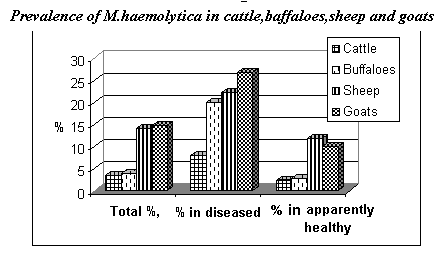 Prevalence of M.haemolytica in cattle,baffaloes,sheep and goats
Cattle
Buffaloes
Sheep
Goats
30
25
20
15
10
5
0
%
Total %,
% in diseased
% in apparently
healthy